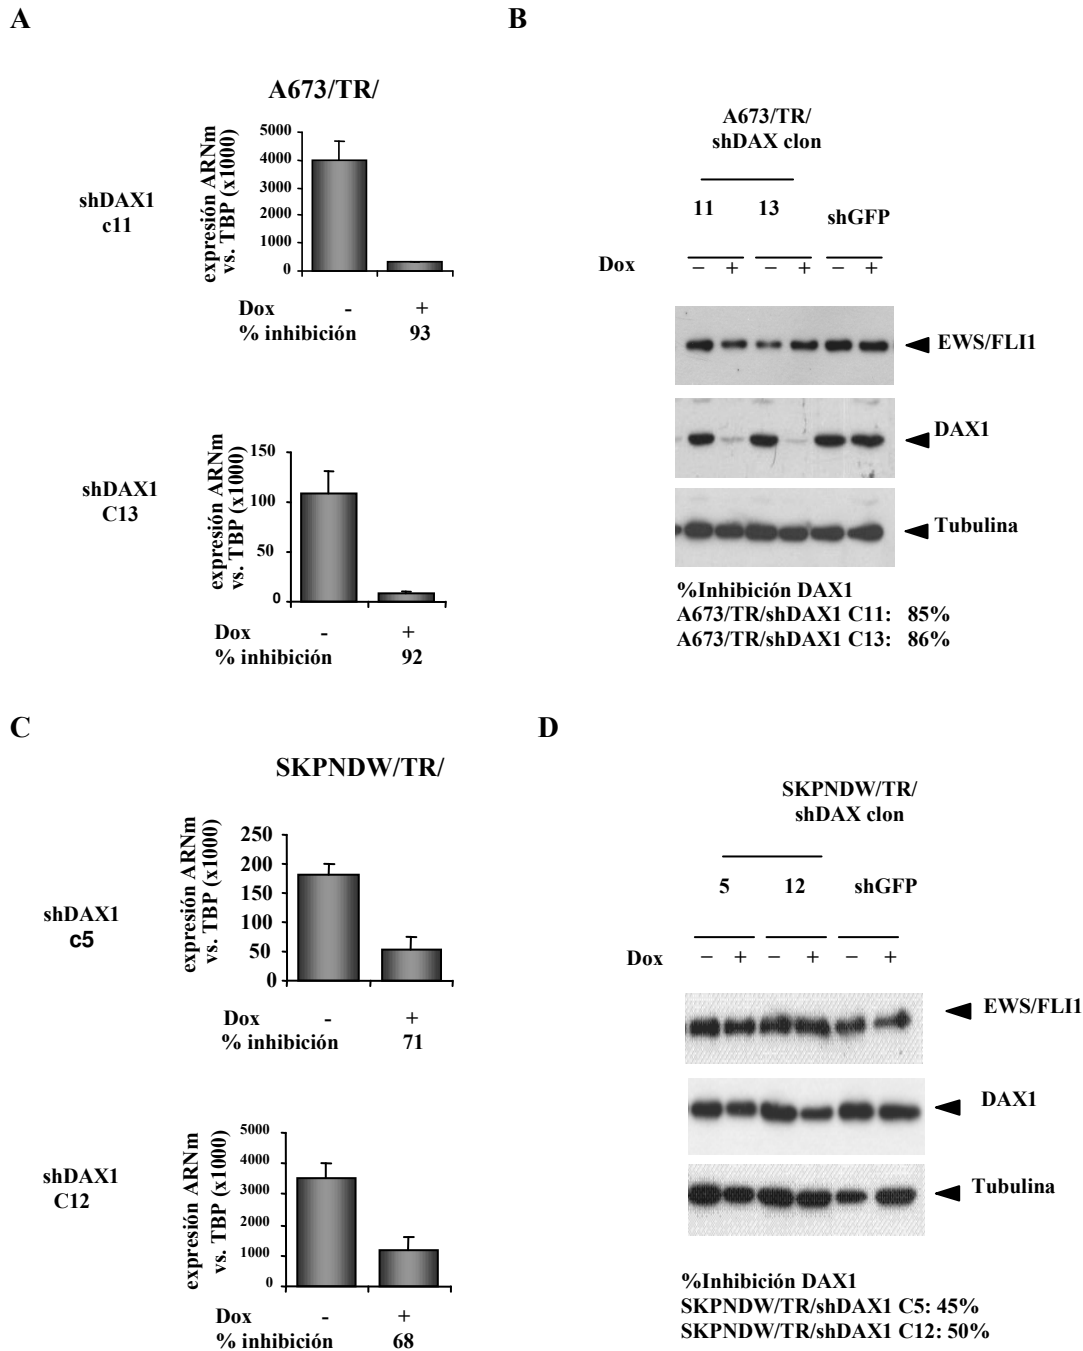 A
A673/TR/
shDAX1
c11
expresión ARNm
vs. TBP (x1000)
5000
4000
3000
2000
1000
0
Dox - +
% inhibición 93
shDAX1
C13
expresión ARNm
vs. TBP (x1000)
150
100
50
0
Dox - +
% inhibición 92
B
A673/TR/
shDAX clon
11 13 shGFP
Dox − + − + − +
EWS/FLI1
DAX1
Tubulina
%Inhibición DAX1
A673/TR/shDAX1 C11: 85%
A673/TR/shDAX1 C13: 86%
C
SKPNDW/TR/
shDAX1
c5
expresión ARNm
vs. TBP (x1000)
250
200
150
100
50
0
Dox - +
% inhibición 71
shDAX1
C12
expresión ARNm
vs. TBP (x1000)
5000
4000
3000
2000
1000
0
Dox - +
% inhibición 68
D
SKPNDW/TR/
shDAX clon
5 12 shGFP
Dox − + − + − +
EWS/FLI1
DAX1
Tubulina
%Inhibición DAX1
SKPNDW/TR/shDAX1 C5: 45%
SKPNDW/TR/shDAX1 C12: 50%